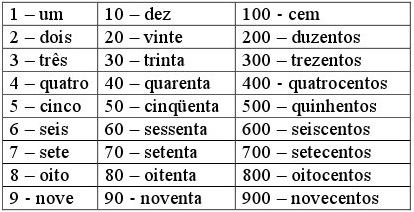 1 – um 10 – dez 100 - cem
2 – dois 20 – vinte 200 – duzentos
3 – três 30 – trinta 300 – trezentos
4 – quatro 40 – quarenta 400 - quatrocentos
5 – cinco 50 – cinqüenta 500 – quinhentos
6 – seis 60 – sessenta 600 – seiscentos
7 – sete 70 – setenta 700 – setecentos
8 – oito 80 – oitenta 800 – oitocentos
9 - nove 90 - noventa 900 – novecentos